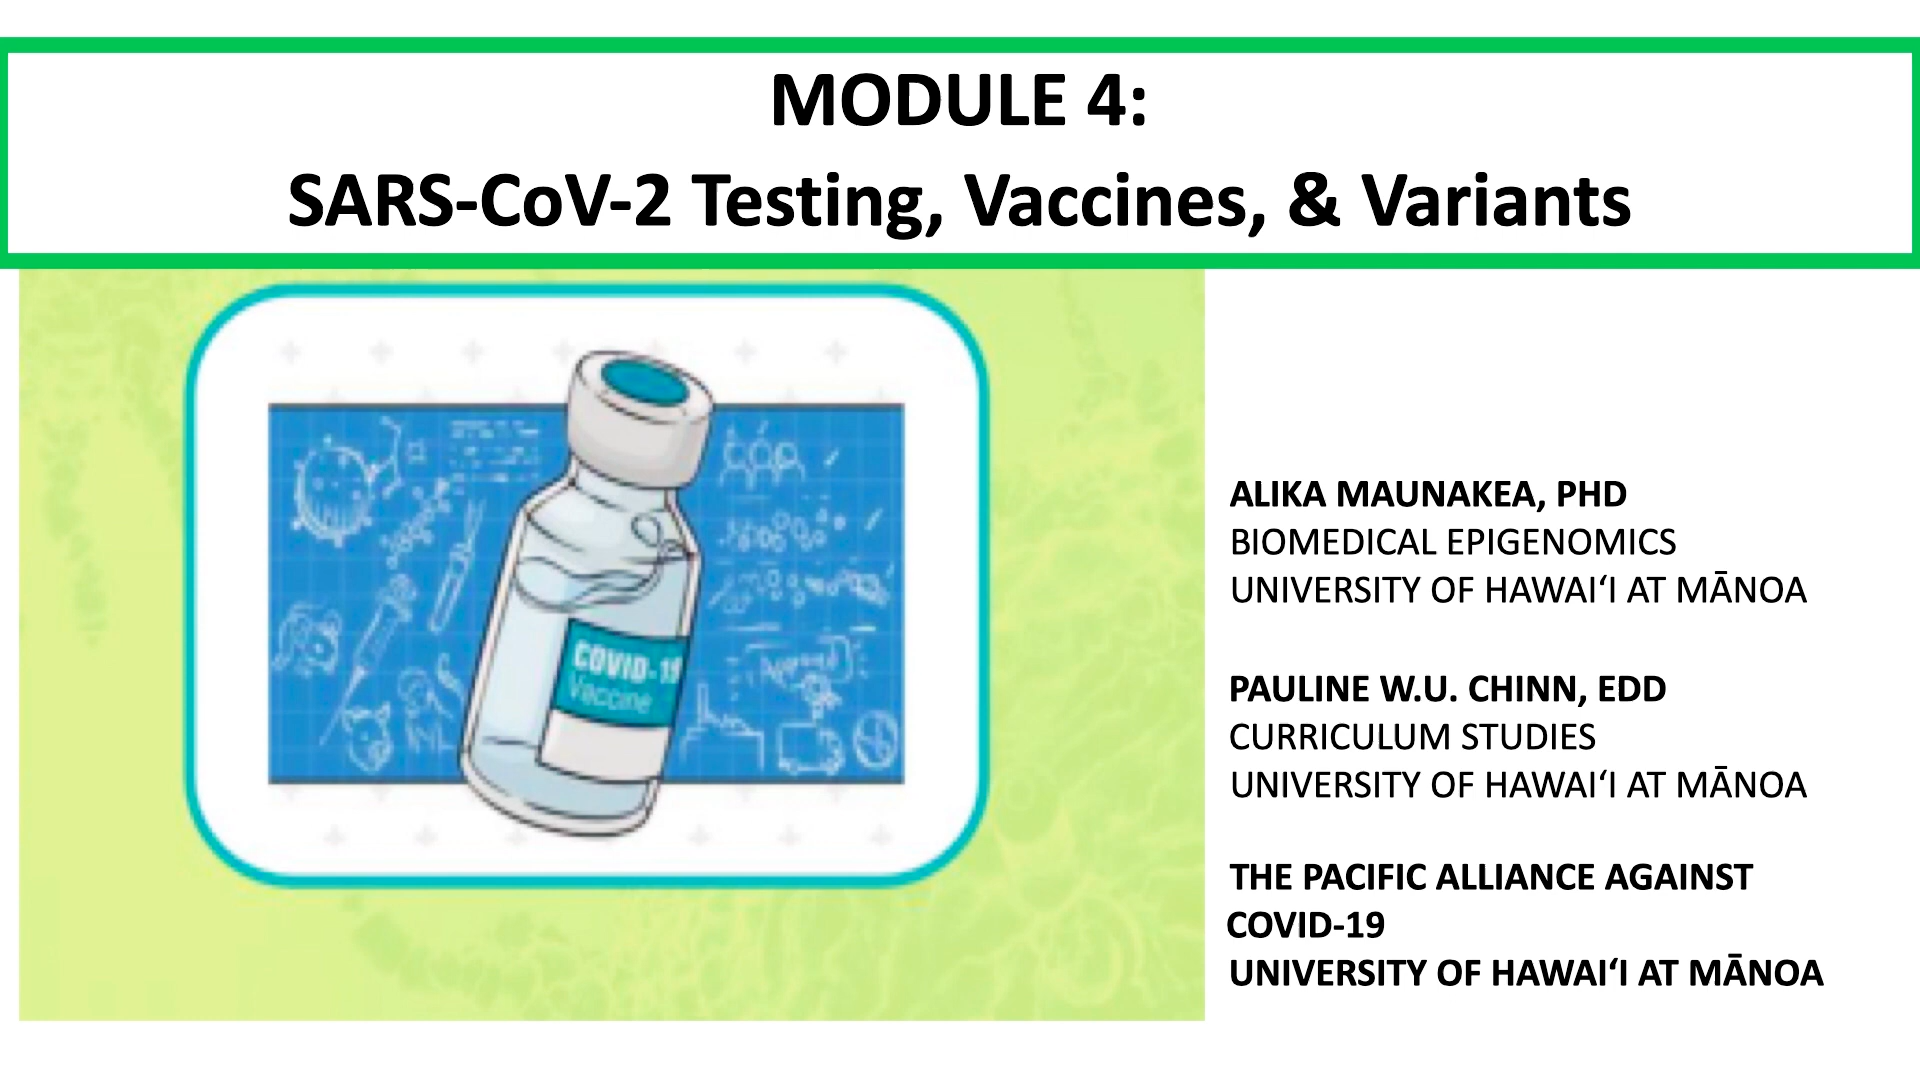 MODULE 4:
SARS-CoV-2 Testing, Vaccines, & Variants
COVID-19
Vaccine
ALIKA MAUNAKEA, PHD
BIOMEDICAL EPIGENOMICS
UNIVERSITY OF HAWAIʻI AT MĀNOA
PAULINE W.U. CHINN, EDD
CURRICULUM STUDIES
UNIVERSITY OF HAWAIʻI AT MĀNOA
THE PACIFIC ALLIANCE AGAINST
COVID-19
UNIVERSITY OF HAWAIʻI AT MĀNOA